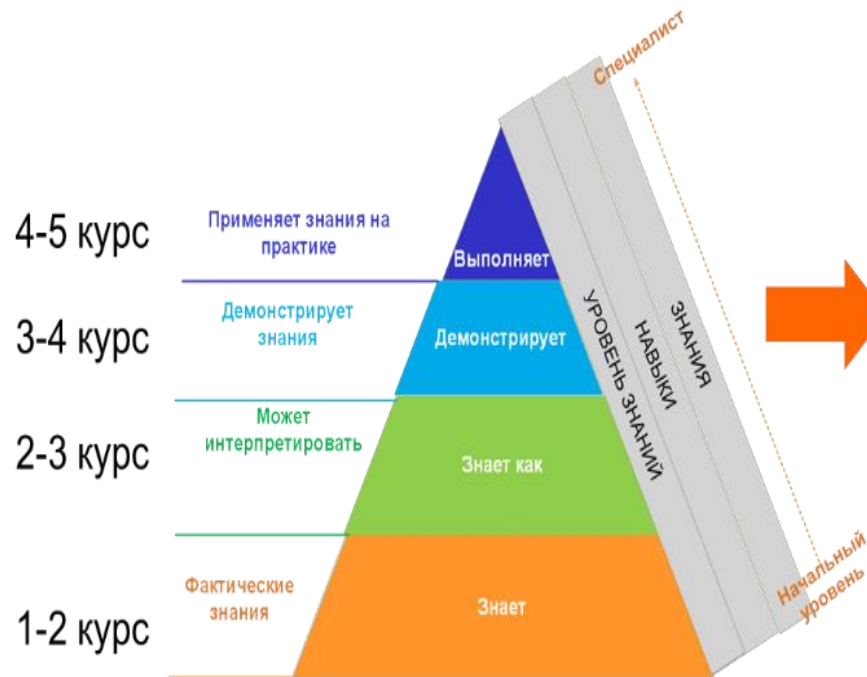 Специалист
4-5 курс
Применяет знания на
практике
Выполняет
3-4 курс
Демонстрирует
знания
Демонстрирует
2-3 курс
Может
интерпретировать
Знает как
1-2 курс
Фактические
знания
Знает
УРОВЕНЬ ЗНАНИЙ
НАВЫКИ
ЗНАНИЯ
Начальный
уровень